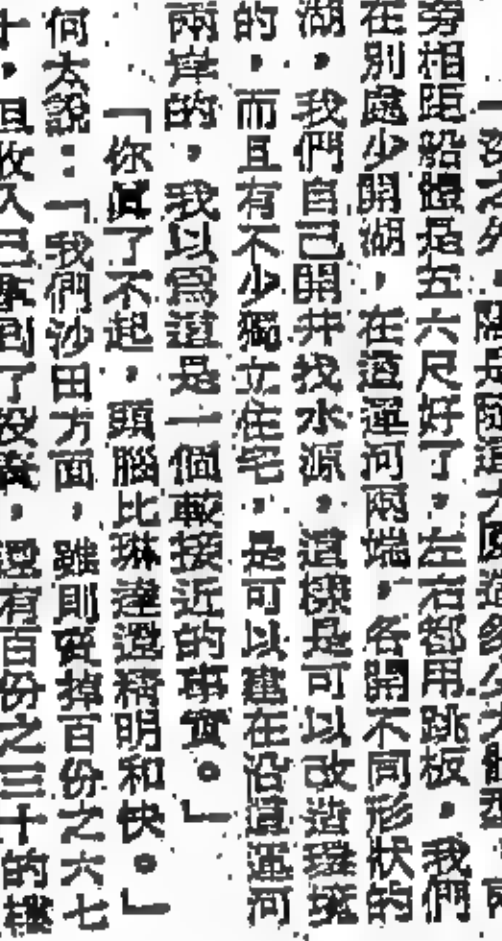 旁相距船體是五六尺好了，左右都用跳板。我們
在別處少開湖，在這運河兩端，各開不同形狀的
湖，我們自己開井找水源，這樣是可以改造環境
的，而且有不少獨立住宅，是可以建在沿這運河
兩岸的，我以爲這是一個較接近的事實。」
「你眞了不起，頭腦比琳達還精明和快。」
何太說：「我們沙田方面，雖則從掉百份之六七
十，但收入已拿到了投資，還有百份之三十的樓